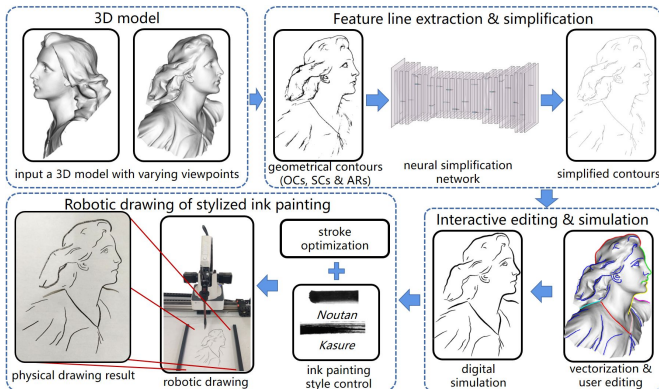 3D model
input a 3D model with varying viewpoints
Feature line extraction & simplification
geometrical contours
(OCs, SCs & ARs)
neural simplification
network
simplified contours
Interactive editing & simulation
vectorization &
user editing
digital
simulation
Robotic drawing of stylized ink painting
stroke
optimization
Noutan
Kasure
ink painting
style control
robotic drawing
physical drawing result